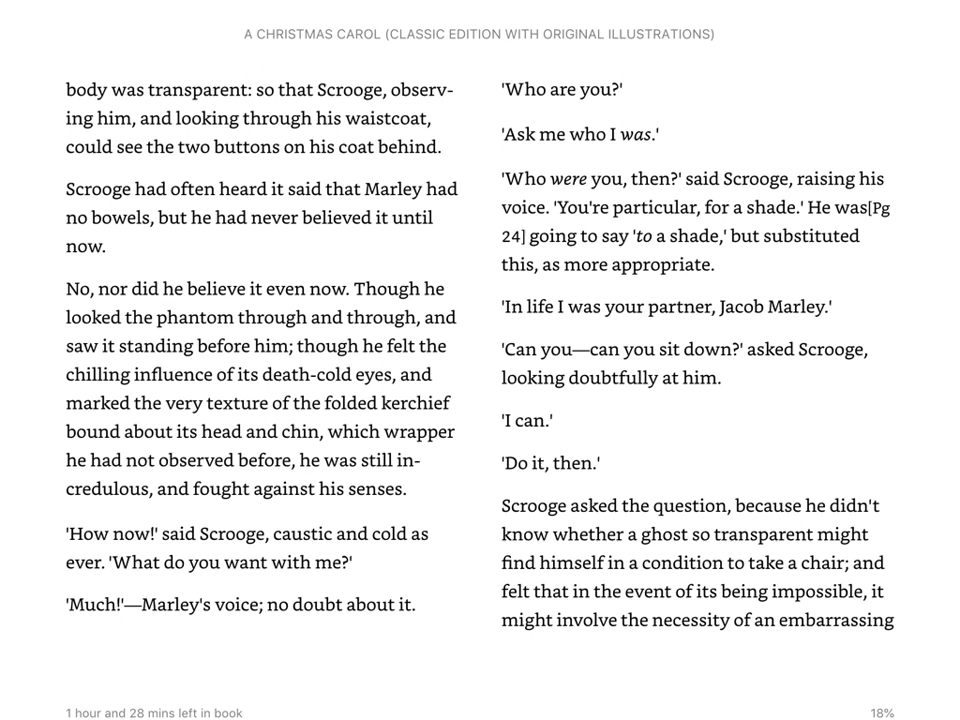 A CHRISTMAS CAROL (CLASSIC EDITION WITH ORIGINAL ILLUSTRATIONS)
body was transparent: so that Scrooge, observ-
ing him, and looking through his waistcoat,
could see the two buttons on his coat behind.
Scrooge had often heard it said that Marley had
no bowels, but he had never believed it until
now.
No, nor did he believe it even now. Though he
looked the phantom through and through, and
saw it standing before him; though he felt the
chilling influence of its death-cold eyes, and
marked the very texture of the folded kerchief
bound about its head and chin, which wrapper
he had not observed before, he was still in-
credulous, and fought against his senses.
'How now!' said Scrooge, caustic and cold as
ever. 'What do you want with me?'
'Much!'—Marley's voice; no doubt about it.
'Who are you?'
'Ask me who I was.'
'Who were you, then?' said Scrooge, raising his
voice. 'You're particular, for a shade.' He was[Pg
24] going to say 'to a shade,' but substituted
this, as more appropriate.
'In life I was your partner, Jacob Marley.'
'Can you—can you sit down?' asked Scrooge,
looking doubtfully at him.
'I can.'
'Do it, then.'
Scrooge asked the question, because he didn't
know whether a ghost so transparent might
find himself in a condition to take a chair; and
felt that in the event of its being impossible, it
might involve the necessity of an embarrassing
1 hour and 28 mins left in book
18%